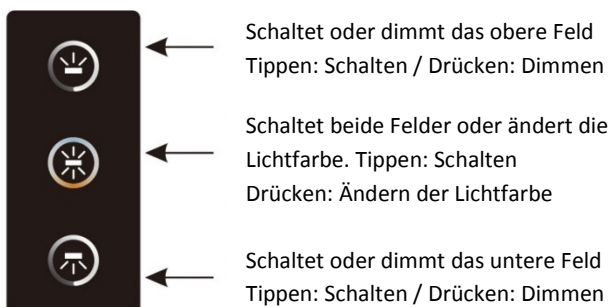 Schaltet oder dimmt das obere Feld
Tippen: Schalten / Drücken: Dimmen
Schaltet beide Felder oder ändert die
Lichtfarbe. Tippen: Schalten
Drücken: Ändern der Lichtfarbe
Schaltet oder dimmt das untere Feld
Tippen: Schalten / Drücken: Dimmen